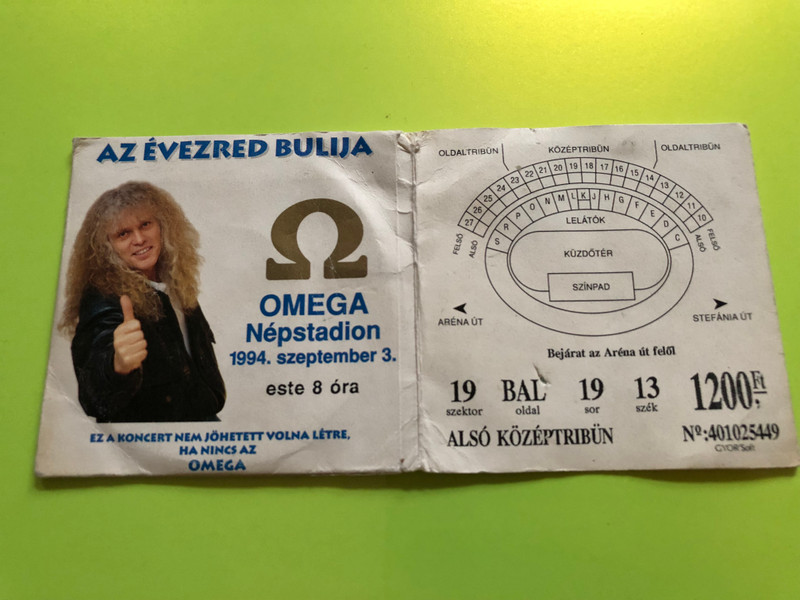 AZ ÉVEZRED BULIJA
Ω
OMEGA
Népstadion
1994. szeptember 3.
este 8 óra
EZ A KONCERT NEM JÖHETETT VOLNA LÉTRE,
HA NINCS AZ
OMEGA
OLDALTRIBÜN KÖZÉPTRIBÜN OLDALTRIBÜN
27 26 25 24 23 22 21 20 19 18 17 16 15 14 13 12 11 10
FELSŐ ALSÓ S R P O N M L K J H G F E D C ALSÓ FELSŐ
LELÁTÓK
KÜZDŐTÉR
SZÍNPAD
ARÉNA ÚT STEFÁNIA ÚT
Bejárat az Aréna út felől
19 BAL 19 13 1200 Ft
szektor oldal sor szék
ALSÓ KÖZÉPTRIBÜN Nº:401025449
GYŐR'Soft